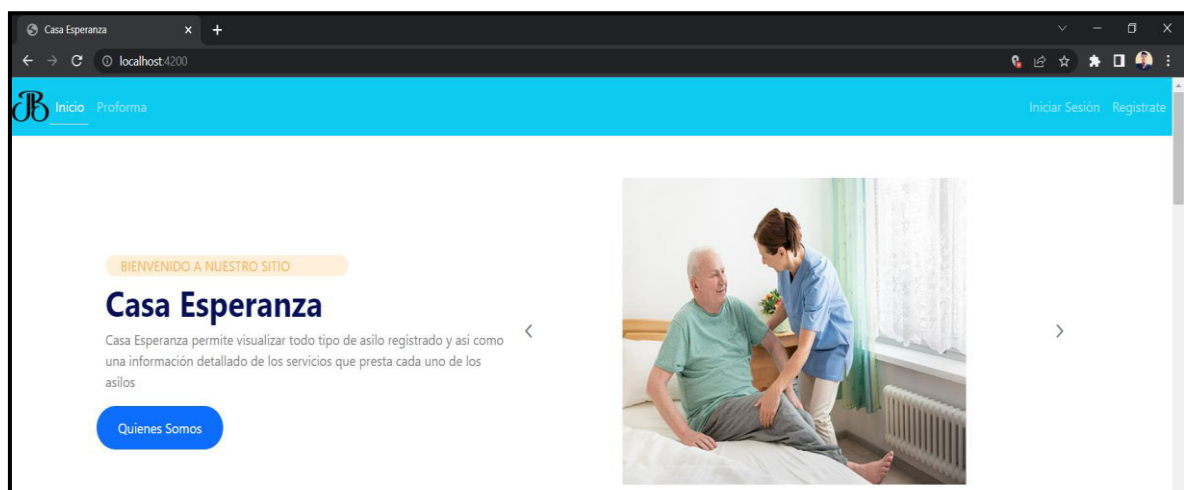 Casa Esperanza
localhost:4200
JB Inicio Proforma Iniciar Sesión Registrate
BIENVENIDO A NUESTRO SITIO
Casa Esperanza
Casa Esperanza permite visualizar todo tipo de asilo registrado y asi como
una información detallado de los servicios que presta cada uno de los
asilos
Quienes Somos